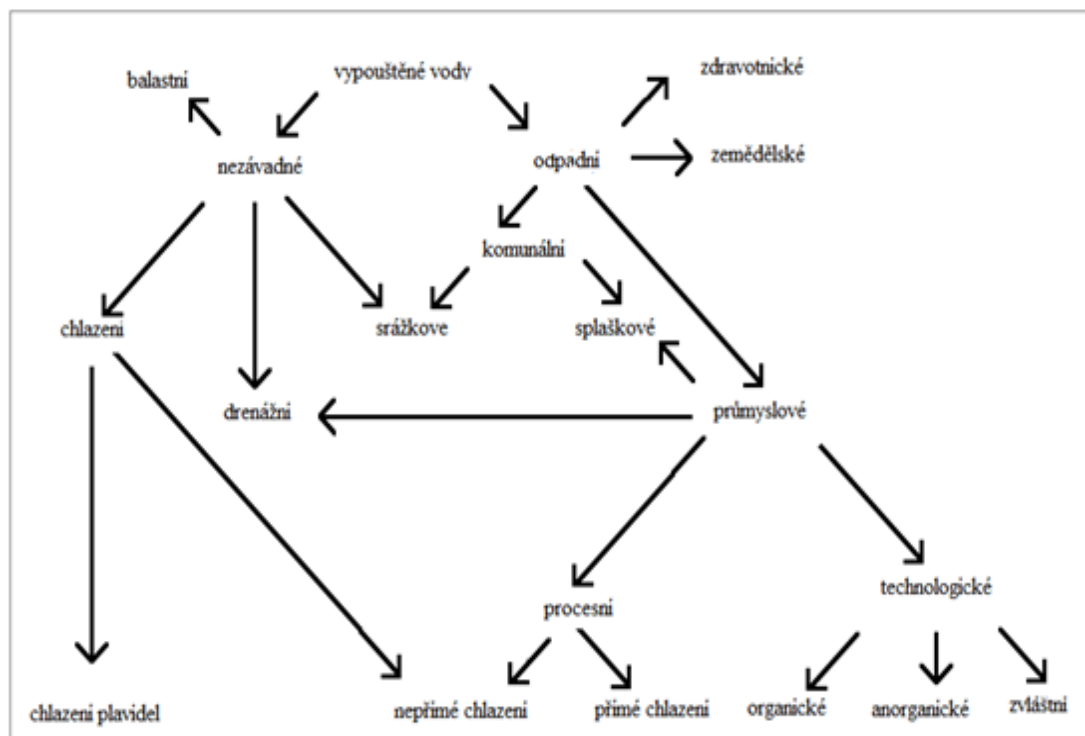 vypouštěné vody
zdravotnické
balastní
odpadní
zemědělské
nezávadné
komunální
chlazení
srážkove
splaškové
drenážní
průmyslové
technologické
procesní
chlazení plavidel
nepřímé chlazení
přímé chlazení
organické
anorganické
zvláštní